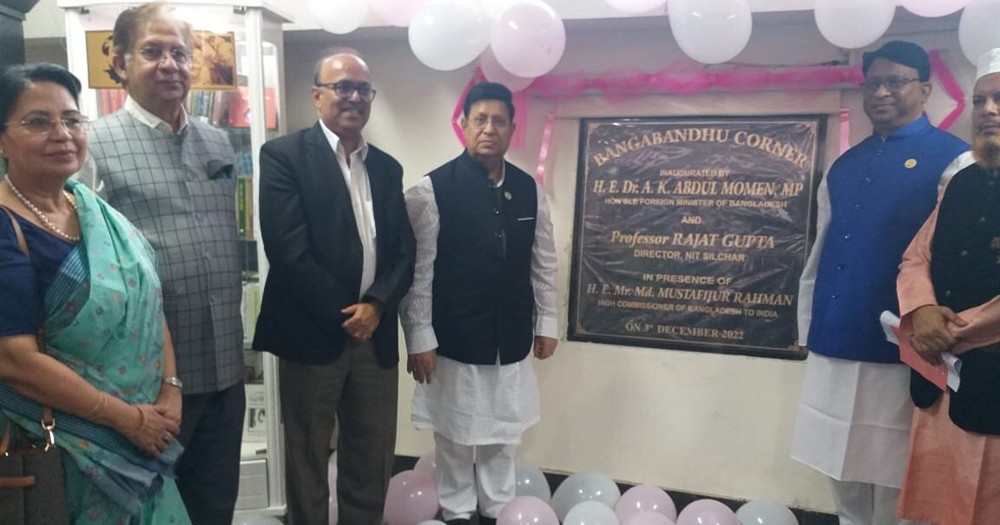 BANGABANDHU CORNER
INAUGURATED BY
H. E. Dr. A. K. ABDUL MOMEN, MP
HON'BLE FOREIGN MINISTER OF BANGLADESH
AND
Professor RAJAT GUPTA
DIRECTOR, NIT SILCHAR
IN PRESENCE OF
H. E. Mr. Md. MUSTAFIJUR RAHMAN
HIGH COMMISSIONER OF BANGLADESH TO INDIA
ON 3rd DECEMBER 2022